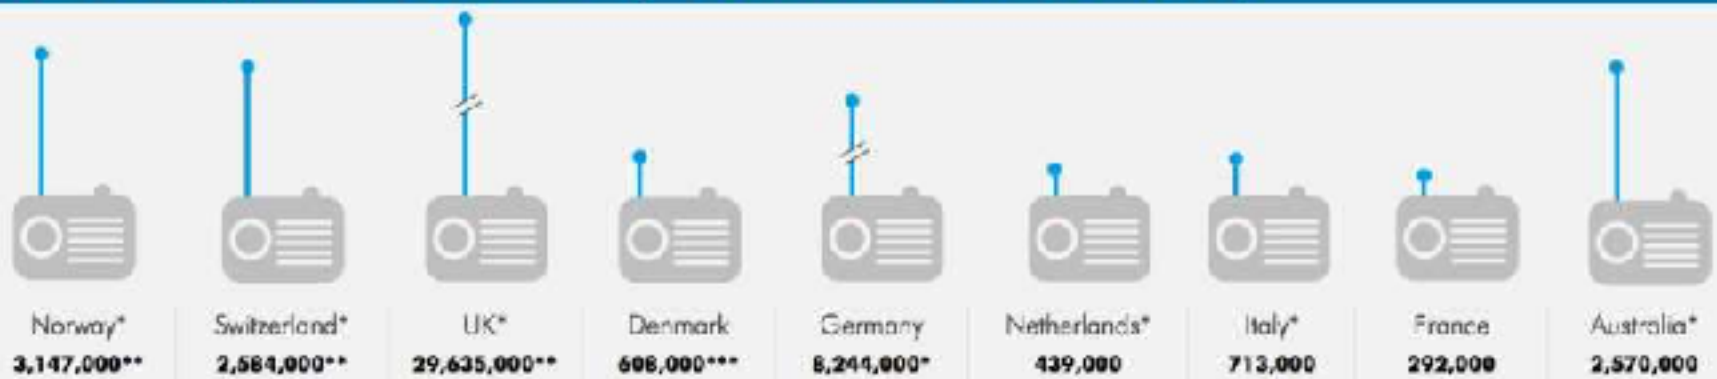 Norway* Switzerland* UK* Denmark Germany Netherlands* Italy* France Australia*
3,147,000** 2,584,000** 29,635,000** 608,000*** 8,244,000* 439,000 713,000 292,000 2,570,000